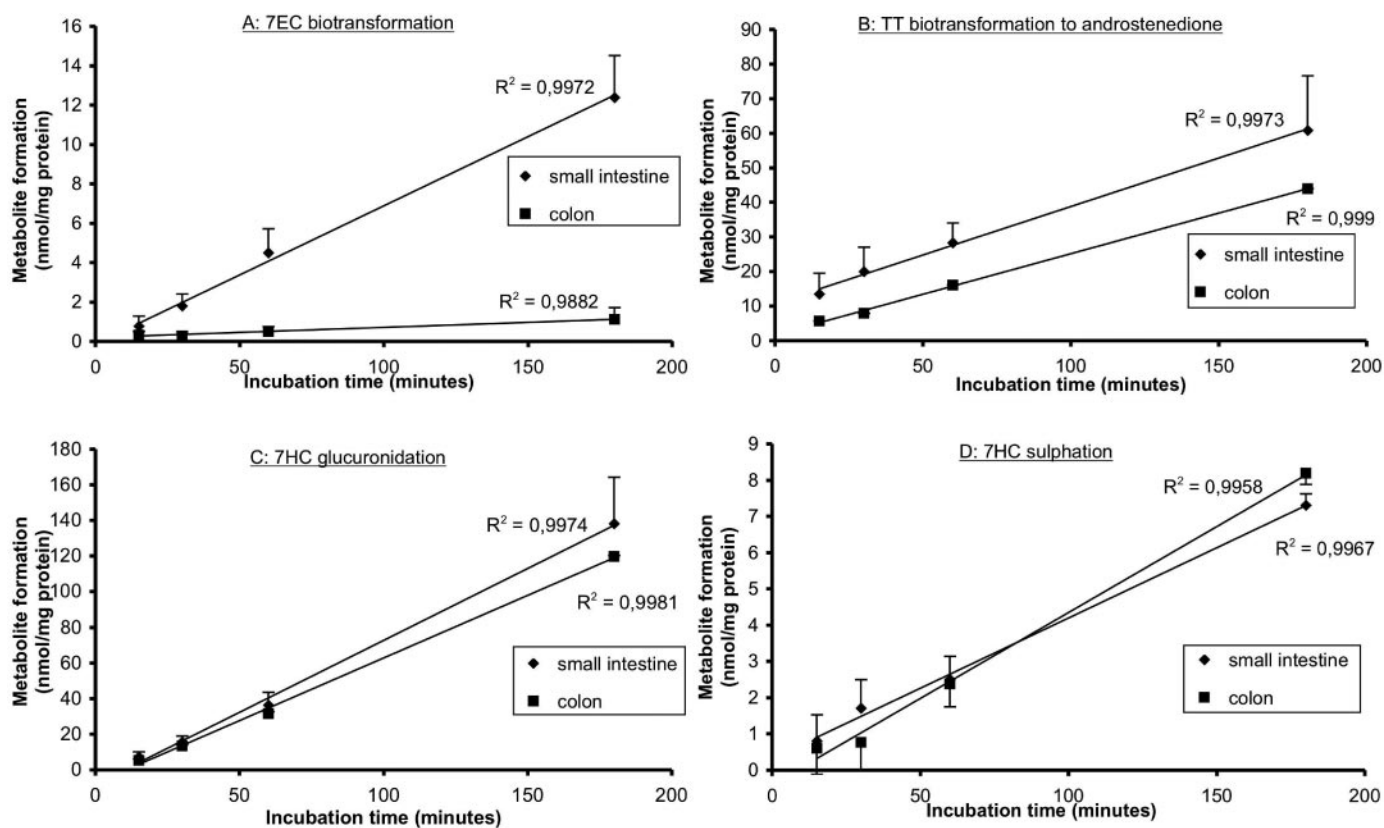 A: 7EC biotransformation
Metabolite formation
(nmol/mg protein)
16
14
12
10
8
6
4
2
0
R² = 0,9972
small intestine
colon
R² = 0,9882
0
50
100
150
200
Incubation time (minutes)
B: TT biotransformation to androstenedione
Metabolite formation
(nmol/mg protein)
90
80
70
60
50
40
30
20
10
0
R² = 0,9973
R² = 0,999
small intestine
colon
0
50
100
150
200
Incubation time (minutes)
C: 7HC glucuronidation
Metabolite formation
(nmol/mg protein)
180
160
140
120
100
80
60
40
20
0
R² = 0,9974
R² = 0,9981
small intestine
colon
0
50
100
150
200
Incubation time (minutes)
D: 7HC sulphation
Metabolite formation
(nmol/mg protein)
9
8
7
6
5
4
3
2
1
0
R² = 0,9958
R² = 0,9967
small intestine
colon
0
50
100
150
200
Incubation time (minutes)